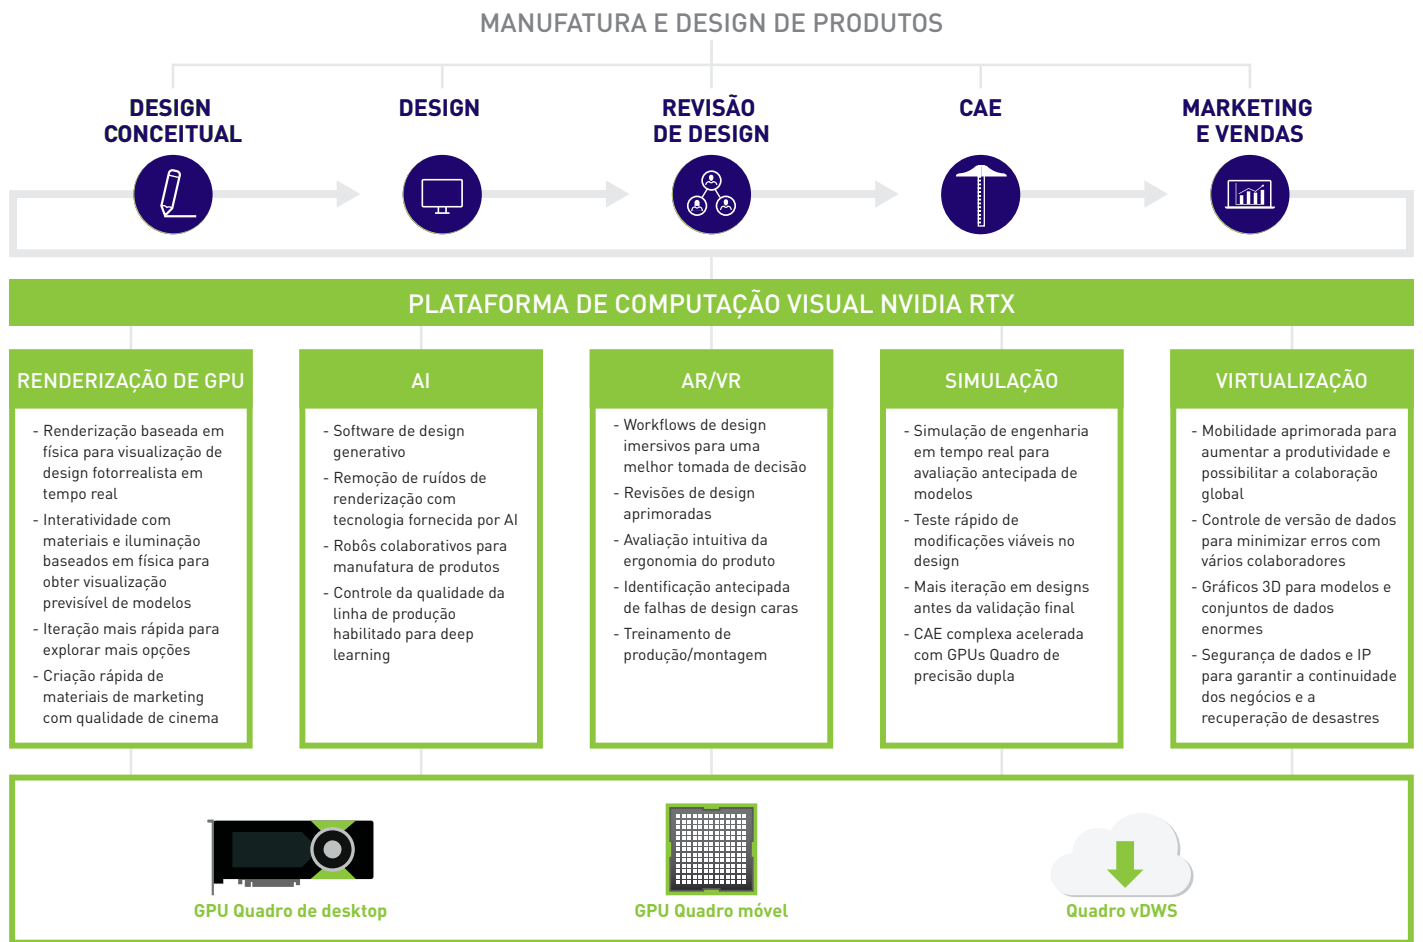 MANUFATURA E DESIGN DE PRODUTOS
DESIGN
CONCEITUAL
DESIGN
REVISÃO
DE DESIGN
CAE
MARKETING
E VENDAS
PLATAFORMA DE COMPUTAÇÃO VISUAL NVIDIA RTX
RENDERIZAÇÃO DE GPU
- Renderização baseada em
física para visualização de
design fotorrealista em
tempo real
- Interatividade com
materiais e iluminação
baseados em física para
obter visualização
previsível de modelos
- Iteração mais rápida para
explorar mais opções
- Criação rápida de
materiais de marketing
com qualidade de cinema
AI
- Software de design
generativo
- Remoção de ruídos de
renderização com
tecnologia fornecida por AI
- Robôs colaborativos para
manufatura de produtos
- Controle da qualidade da
linha de produção
habilitado para deep
learning
AR/VR
- Workflows de design
imersivos para uma
melhor tomada de decisão
- Revisões de design
aprimoradas
- Avaliação intuitiva da
ergonomia do produto
- Identificação antecipada
de falhas de design caras
- Treinamento de
produção/montagem
SIMULAÇÃO
- Simulação de engenharia
em tempo real para
avaliação antecipada de
modelos
- Teste rápido de
modificações viáveis no
design
- Mais iteração em designs
antes da validação final
- CAE complexa acelerada
com GPUs Quadro de
precisão dupla
VIRTUALIZAÇÃO
- Mobilidade aprimorada para
aumentar a produtividade e
possibilitar a colaboração
global
- Controle de versão de dados
para minimizar erros com
vários colaboradores
- Gráficos 3D para modelos e
conjuntos de dados
enormes
- Segurança de dados e IP
para garantir a continuidade
dos negócios e a
recuperação de desastres
GPU Quadro de desktop
GPU Quadro móvel
Quadro vDWS